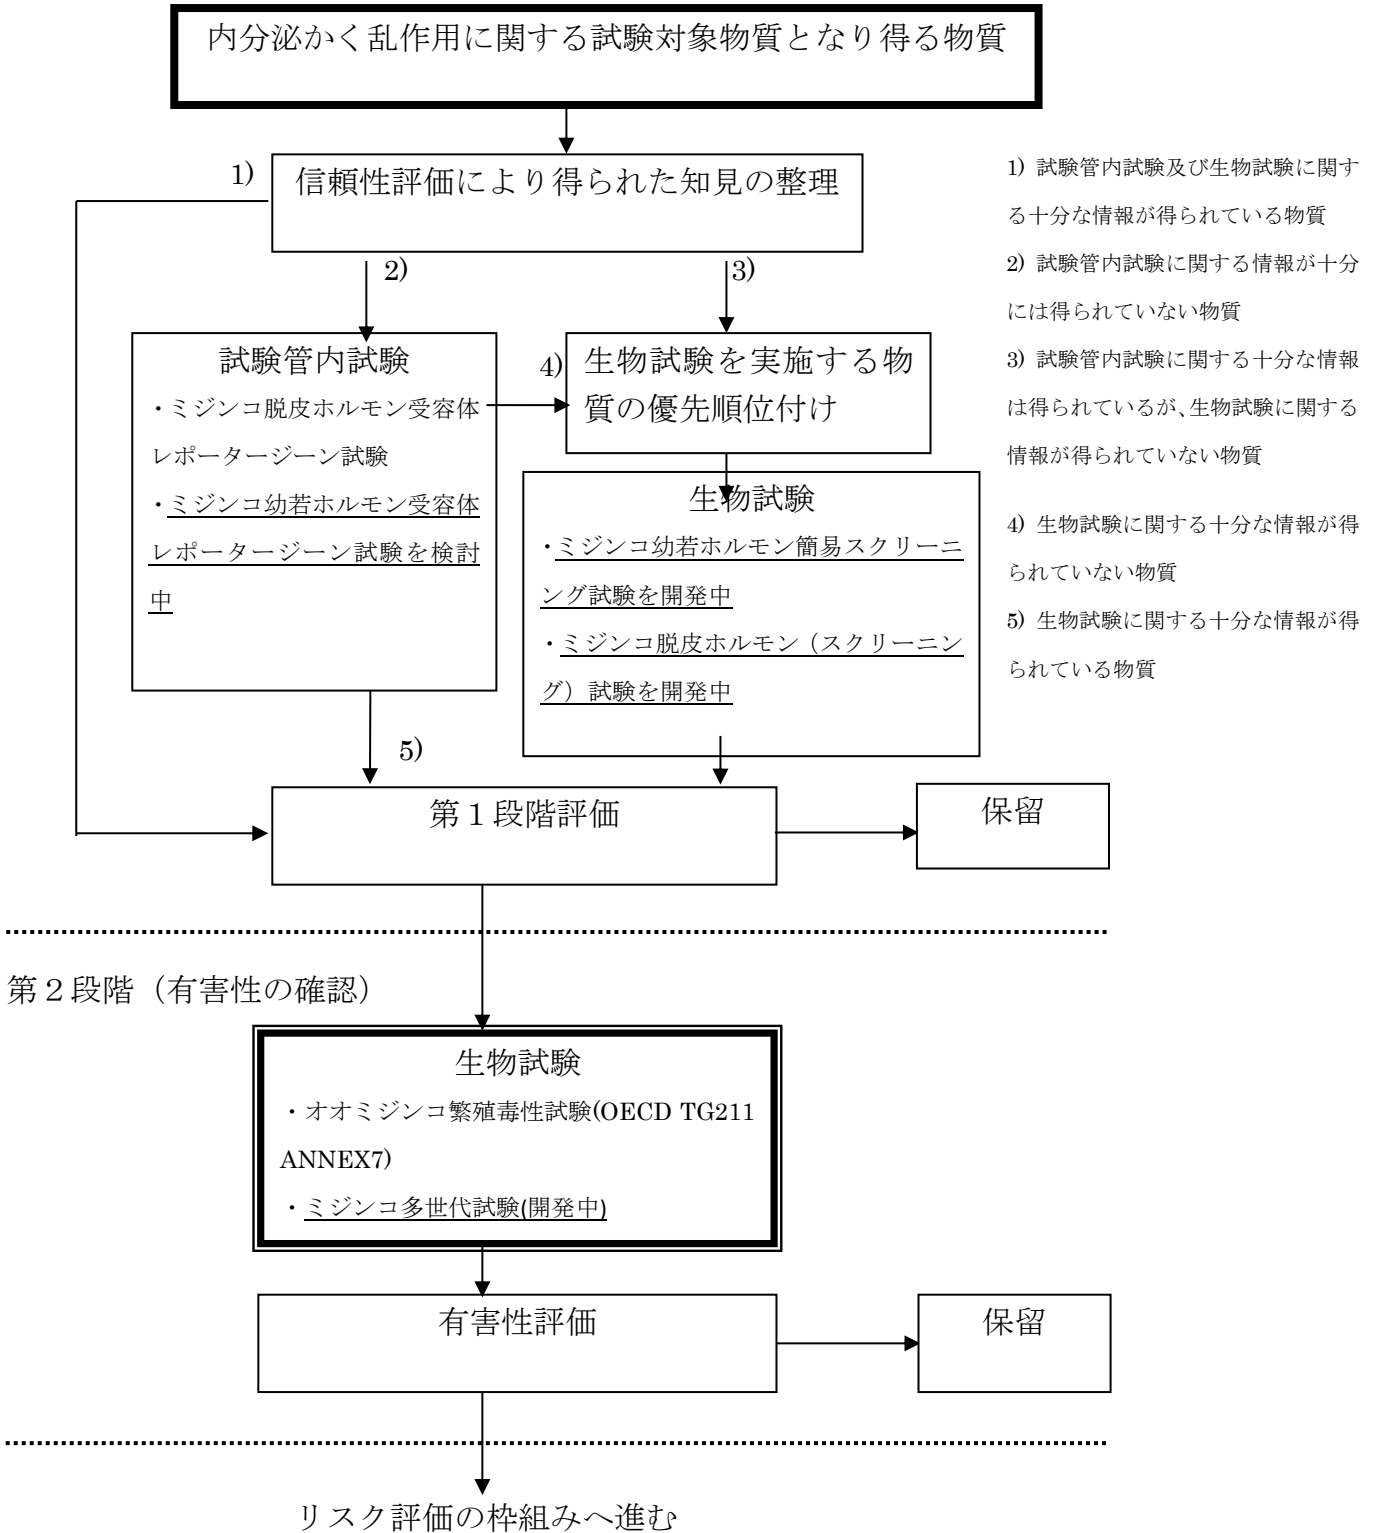 内分泌かく乱作用に関する試験対象物質となり得る物質
1)
信頼性評価により得られた知見の整理
2)
3)
試験管内試験
・ミジンコ脱皮ホルモン受容体
レポータージーン試験
・ミジンコ幼若ホルモン受容体
レポータージーン試験を検討
中
4)
生物試験を実施する物
質の優先順位付け
生物試験
・ミジンコ幼若ホルモン簡易スクリーニ
ング試験を開発中
・ミジンコ脱皮ホルモン（スクリーニン
グ）試験を開発中
1) 試験管内試験及び生物試験に関す
る十分な情報が得られている物質
2) 試験管内試験に関する情報が十分
には得られていない物質
3) 試験管内試験に関する十分な情報
は得られているが、生物試験に関する
情報が得られていない物質
4) 生物試験に関する十分な情報が得
られていない物質
5) 生物試験に関する十分な情報が得
られている物質
5)
第１段階評価
保留
第２段階（有害性の確認）
生物試験
・オオミジンコ繁殖毒性試験(OECD TG211
ANNEX7)
・ミジンコ多世代試験(開発中)
有害性評価
保留
リスク評価の枠組みへ進む